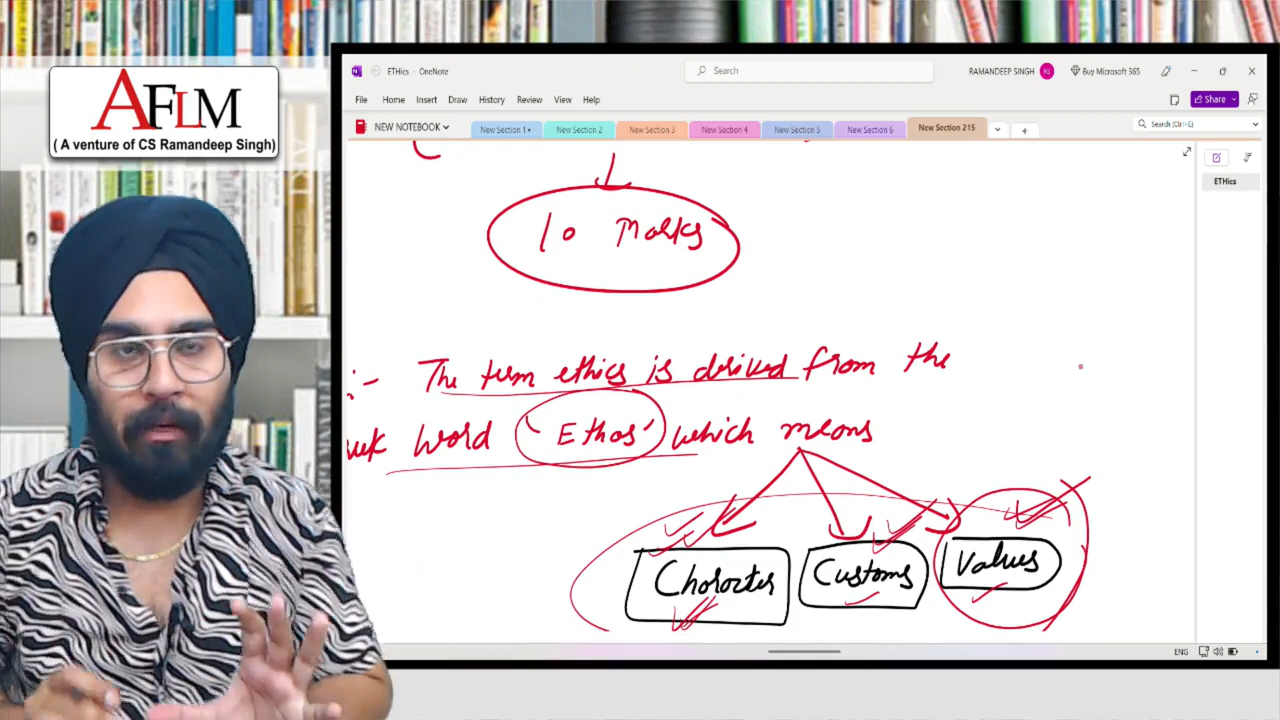 AFLM
( A venture of CS Ramandeep Singh)
ETHics - OneNote
Search
RAMANDEEP SINGH
RS
Buy Microsoft 365
File Home Insert Draw History Review View Help
Share
NEW NOTEBOOK
New Section 1 New Section 2 New Section 3 New Section 4 New Section 5 New Section 6 New Section 215
+
Search (Ctrl+E)
ETHics
10 Marks
:- The term ethics is derived from the
word 'Ethos' which means
Character Customs Values
ENG